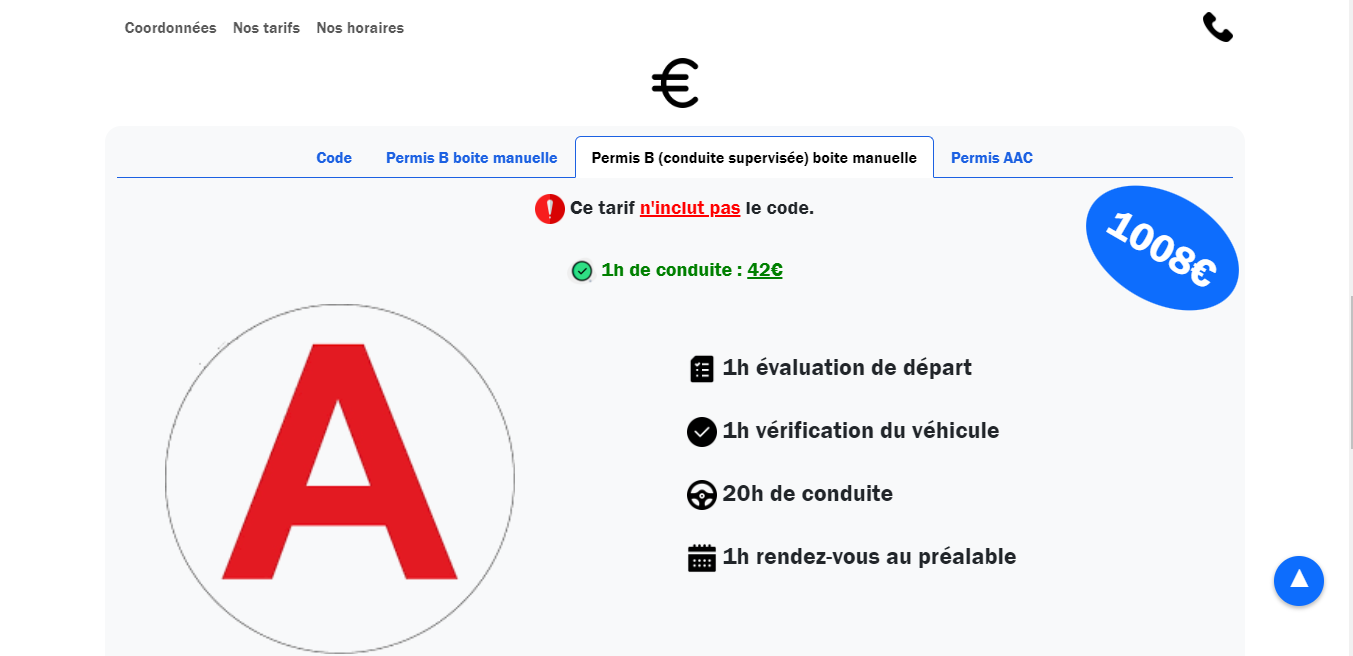 Coordonnées Nos tarifs Nos horaires
€
Code Permis B boite manuelle Permis B (conduite supervisée) boite manuelle Permis AAC
Ce tarif n'inclut pas le code.
1008€
1h de conduite : 42€
A
1h évaluation de départ
1h vérification du véhicule
20h de conduite
1h rendez-vous au préalable